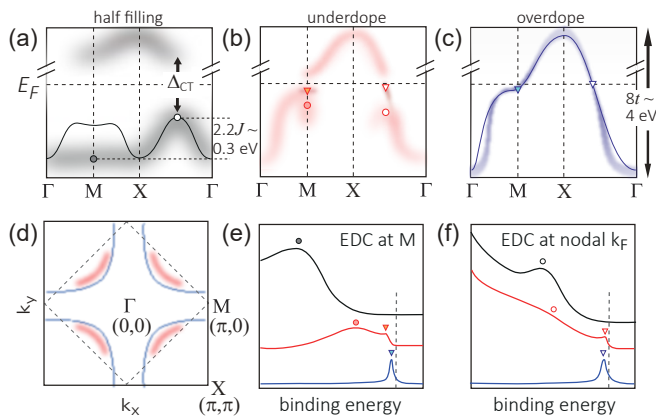 half filling
underdope
overdope
(a)
(b)
(c)
E_F
Δ_CT
2.2J ~
0.3 eV
8t ~
4 eV
Γ M X Γ
Γ M X Γ
Γ M X Γ
(d)
(e)
(f)
EDC at M
EDC at nodal k_F
k_y
Γ
(0,0)
M
(π,0)
X
(π,π)
k_x
binding energy
binding energy